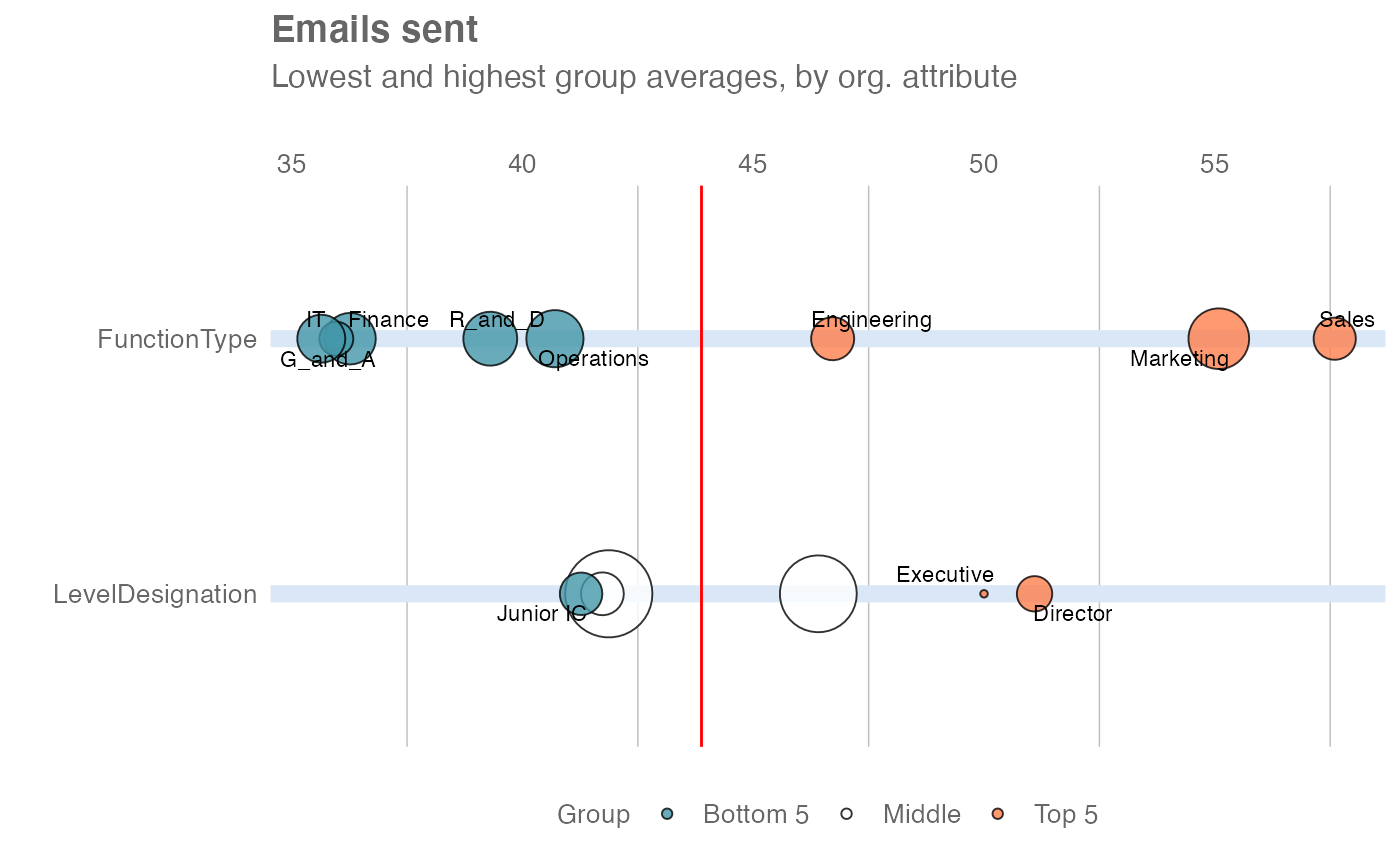 Emails sent
Lowest and highest group averages, by org. attribute
35 40 45 50 55
IT Finance R_and_D Engineering Sales
FunctionType
G_and_A Operations Marketing
Executive
LevelDesignation
Junior IC Director
Group Bottom 5 Middle Top 5